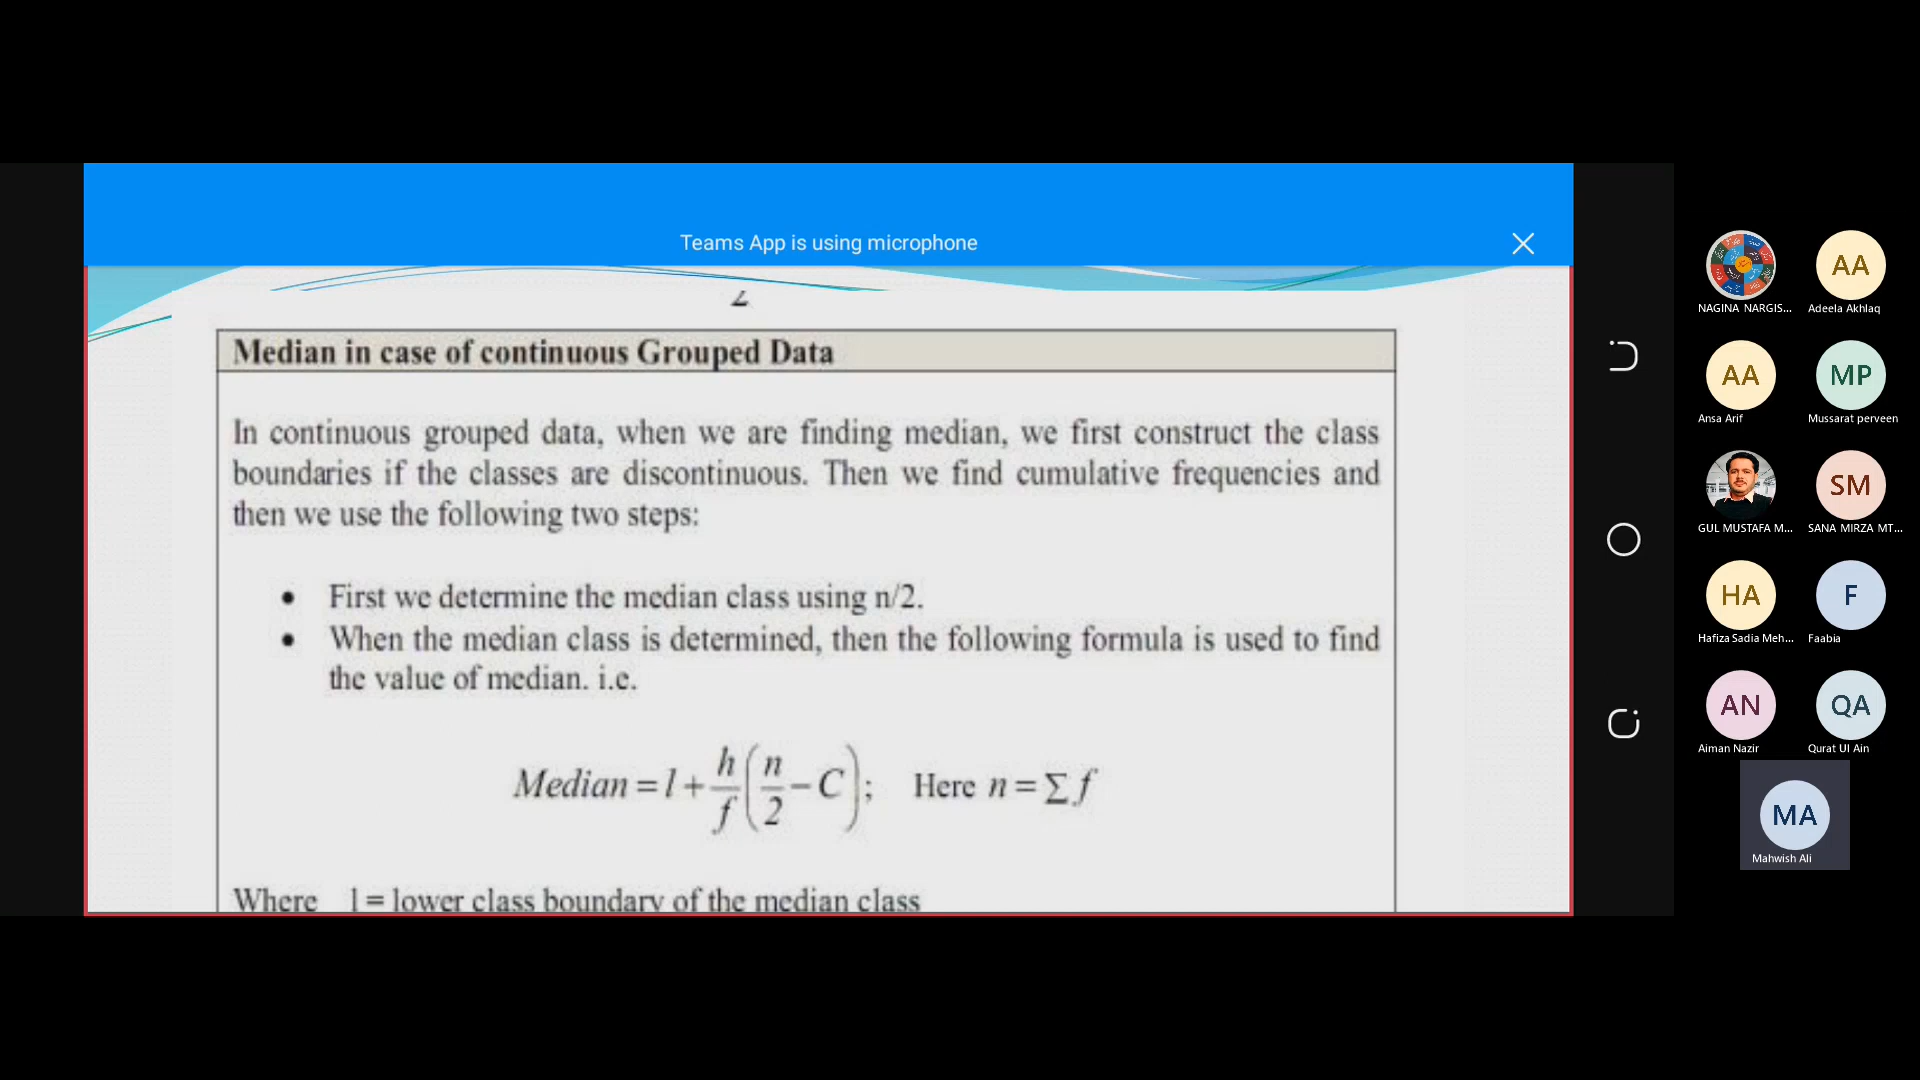 Teams App is using microphone
2
Median in case of continuous Grouped Data
In continuous grouped data, when we are finding median, we first construct the class
boundaries if the classes are discontinuous. Then we find cumulative frequencies and
then we use the following two steps:
• First we determine the median class using n/2.
• When the median class is determined, then the following formula is used to find
the value of median. i.e.
Median = l + h/f (n/2 − C); Here n = Σ f
Where l = lower class boundary of the median class
NAGINA NARGIS...
AA
Adeela Akhlaq
AA
Ansa Arif
MP
Mussarat perveen
GUL MUSTAFA M...
SM
SANA MIRZA MT...
HA
Hafiza Sadia Meh...
F
Faabia
AN
Aiman Nazir
QA
Qurat Ul Ain
MA
Mahwish Ali